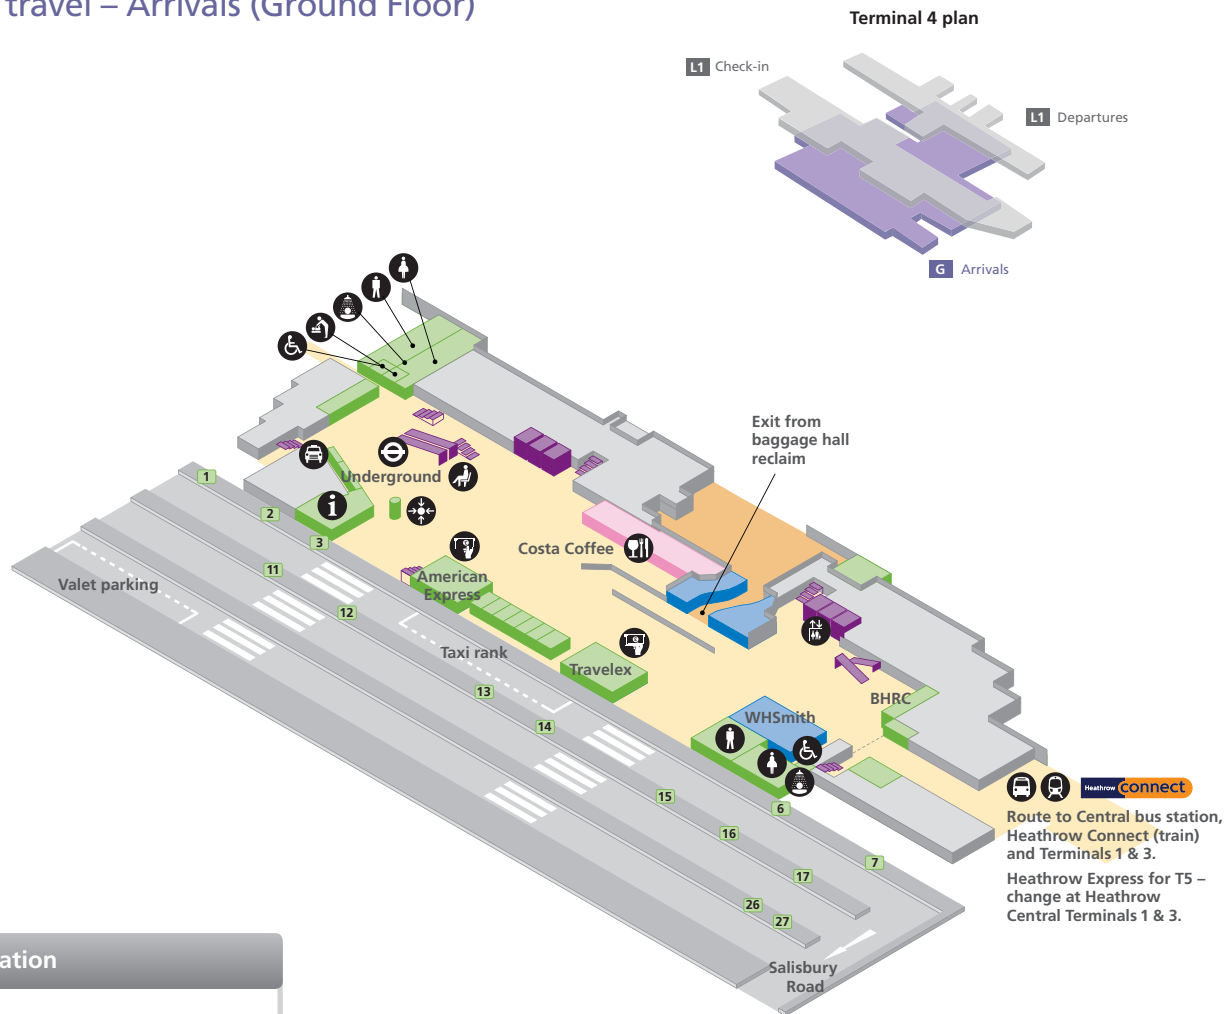 travel – Arrivals (Ground Floor)
Terminal 4 plan
L1 Check-in
L1 Departures
G Arrivals
Exit from
baggage hall
reclaim
Underground
i
Costa Coffee
American
Express
Travelex
WHSmith
BHRC
Valet parking
Taxi rank
1
2
3
11
12
13
14
15
16
17
6
7
26
27
Heathrow connect
Route to Central bus station,
Heathrow Connect (train)
and Terminals 1 & 3.
Heathrow Express for T5 –
change at Heathrow
Central Terminals 1 & 3.
Salisbury
Road
ation